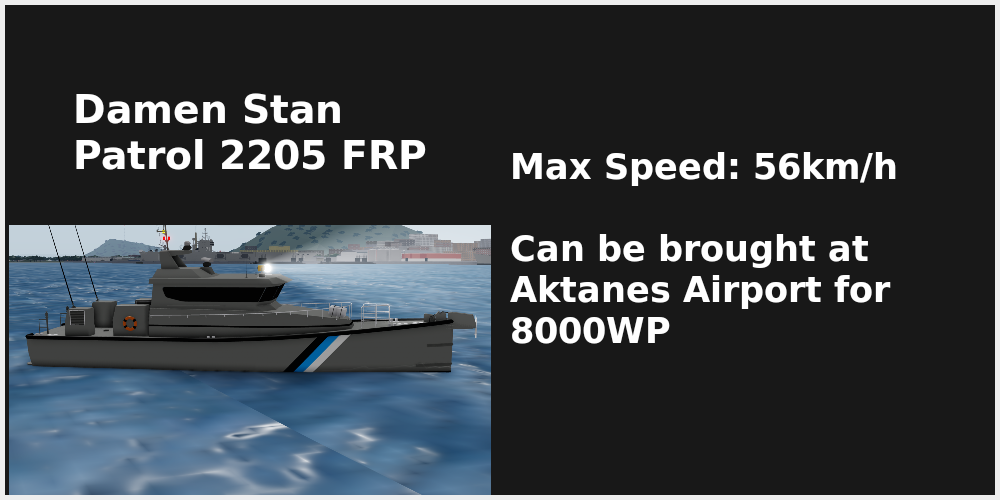 Damen Stan
Patrol 2205 FRP
Max Speed: 56km/h
Can be brought at
Aktanes Airport for
8000WP